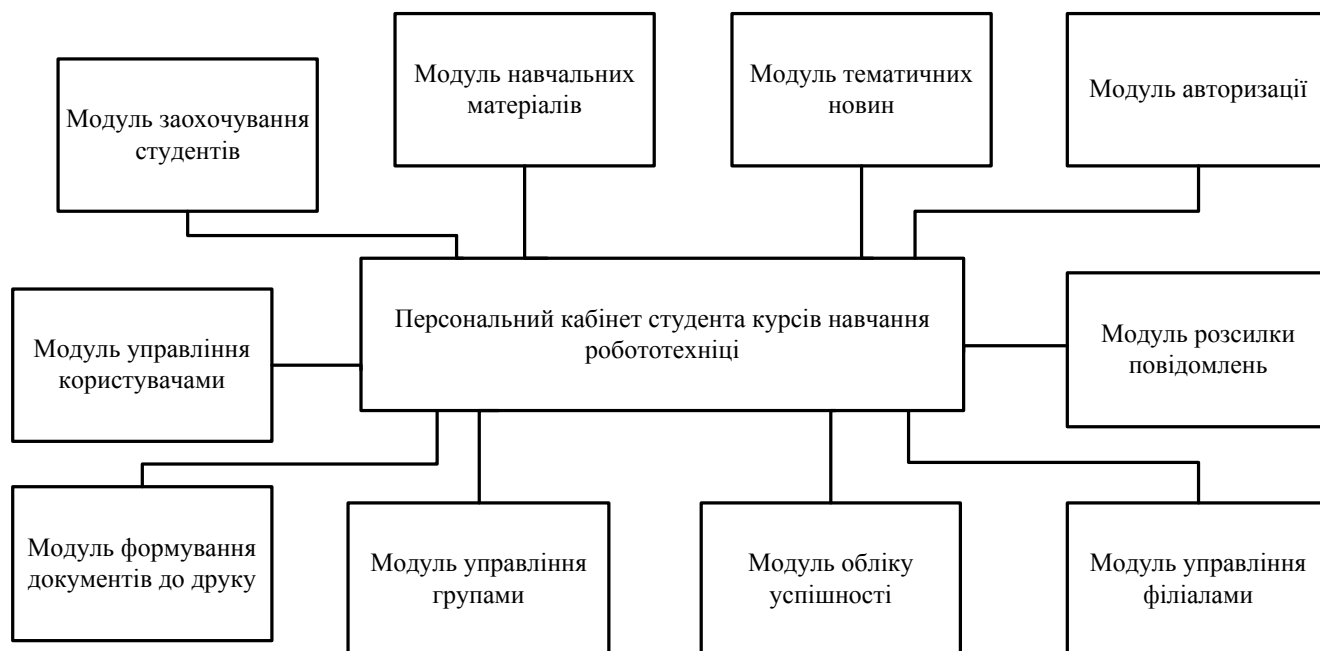 Модуль заохочування
студентів
Модуль навчальних
матеріалів
Модуль тематичних
новин
Модуль авторизації
Персональний кабінет студента курсів навчання
робототехніці
Модуль управління
користувачами
Модуль розсилки
повідомлень
Модуль формування
документів до друку
Модуль управління
групами
Модуль обліку
успішності
Модуль управління
філіалами